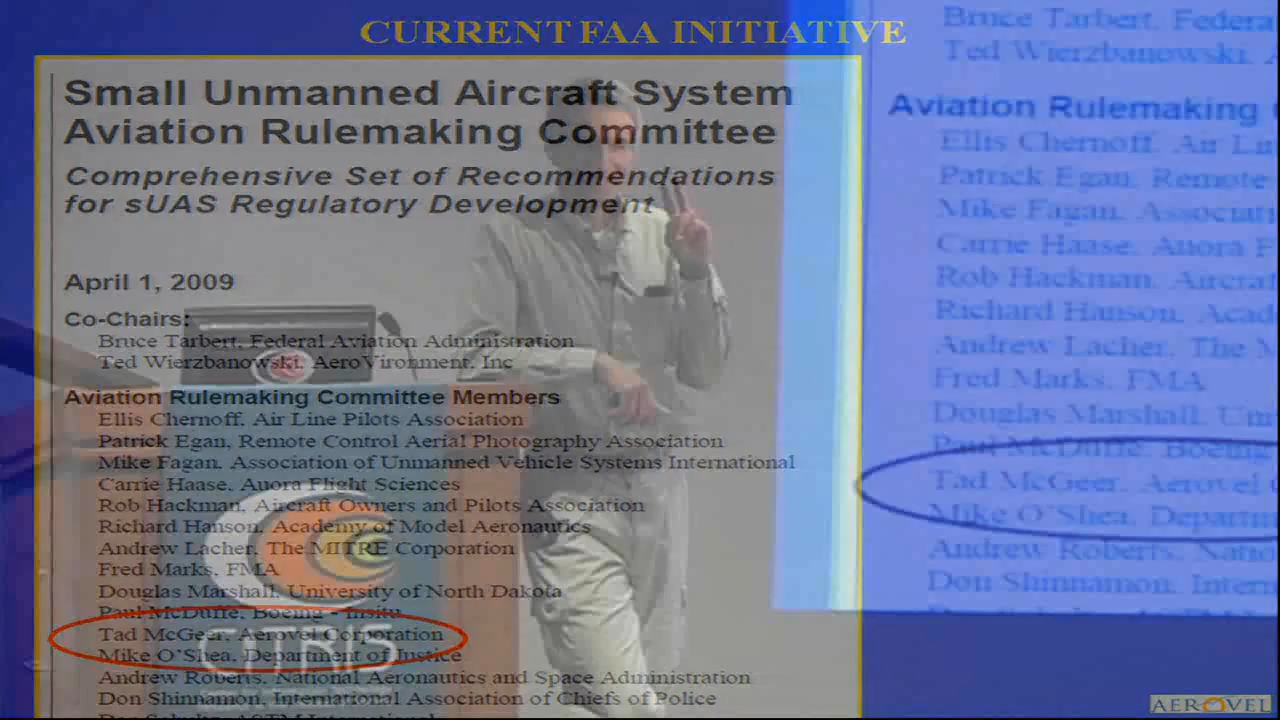 CURRENT FAA INITIATIVE
Small Unmanned Aircraft System
Aviation Rulemaking Committee
Comprehensive Set of Recommendations
for sUAS Regulatory Development
April 1, 2009
Co-Chairs:
Bruce Tarbert, Federal Aviation Administration
Ted Wierzbanowski, AeroVironment, Inc
Aviation Rulemaking Committee Members
Ellis Chernoff, Air Line Pilots Association
Patrick Egan, Remote Control Aerial Photography Association
Mike Fagan, Association of Unmanned Vehicle Systems International
Carrie Haase, Auora Flight Sciences
Rob Hackman, Aircraft Owners and Pilots Association
Richard Hanson, Academy of Model Aeronautics
Andrew Lacher, The MITRE Corporation
Fred Marks, FMA
Douglas Marshall, University of North Dakota
Paul McDuffe, Boeing - Insitu
Tad McGeer, Aerovel Corporation
Mike O'Shea, Department of Justice
Andrew Roberts, National Aeronautics and Space Administration
Don Shinnamon, International Association of Chiefs of Police
CITRIS
Bruce Tarbert, Federa
Ted Wierzbanowski,
Aviation Rulemaking
Ellis Chernoff, Air Li
Patrick Egan, Remote
Mike Fagan, Associati
Carrie Haase, Auora F
Rob Hackman, Aircraf
Richard Hanson, Acad
Andrew Lacher, The M
Fred Marks, FMA
Douglas Marshall, Uni
Paul McDuffe, Boeing
Tad McGeer, Aerovel
Mike O'Shea, Departm
Andrew Roberts, Natio
Don Shinnamon, Intern
AEROVEL